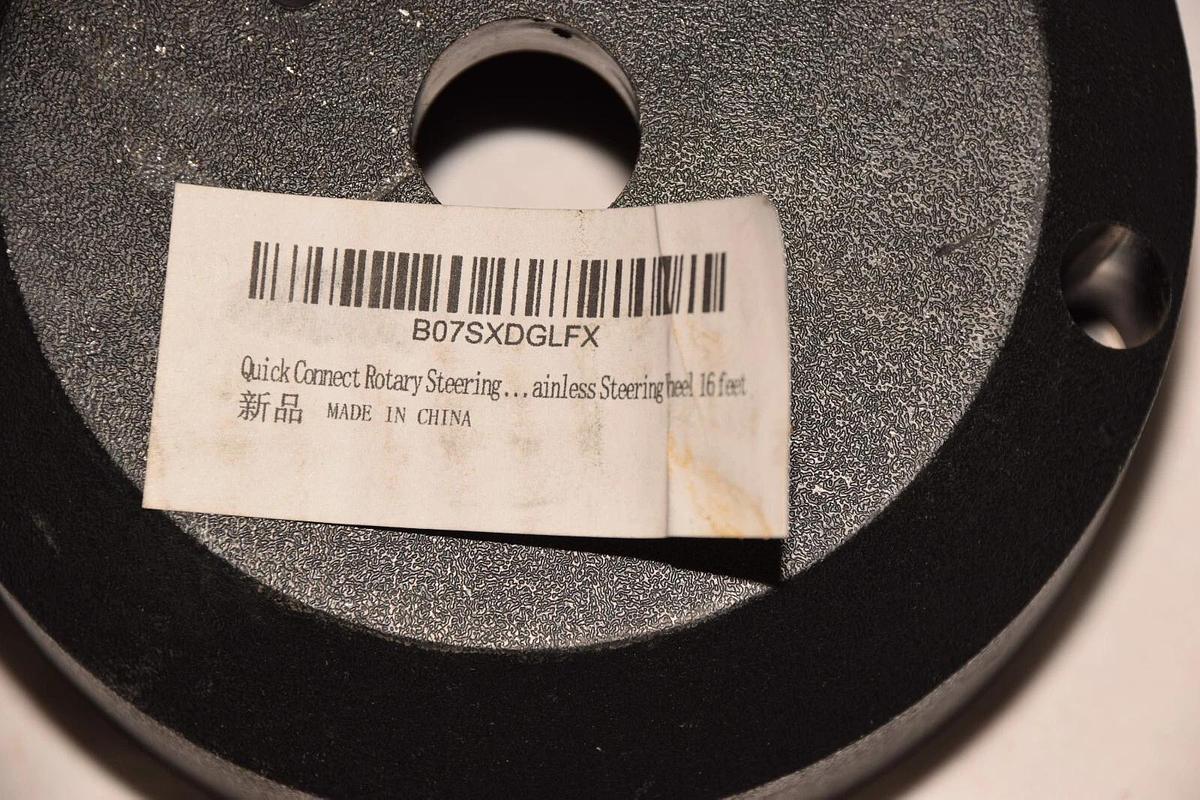 B07SXDGLFX
Quick Connect Rotary Steering...ainless Steering heel 16 feet
新品 MADE IN CHINA